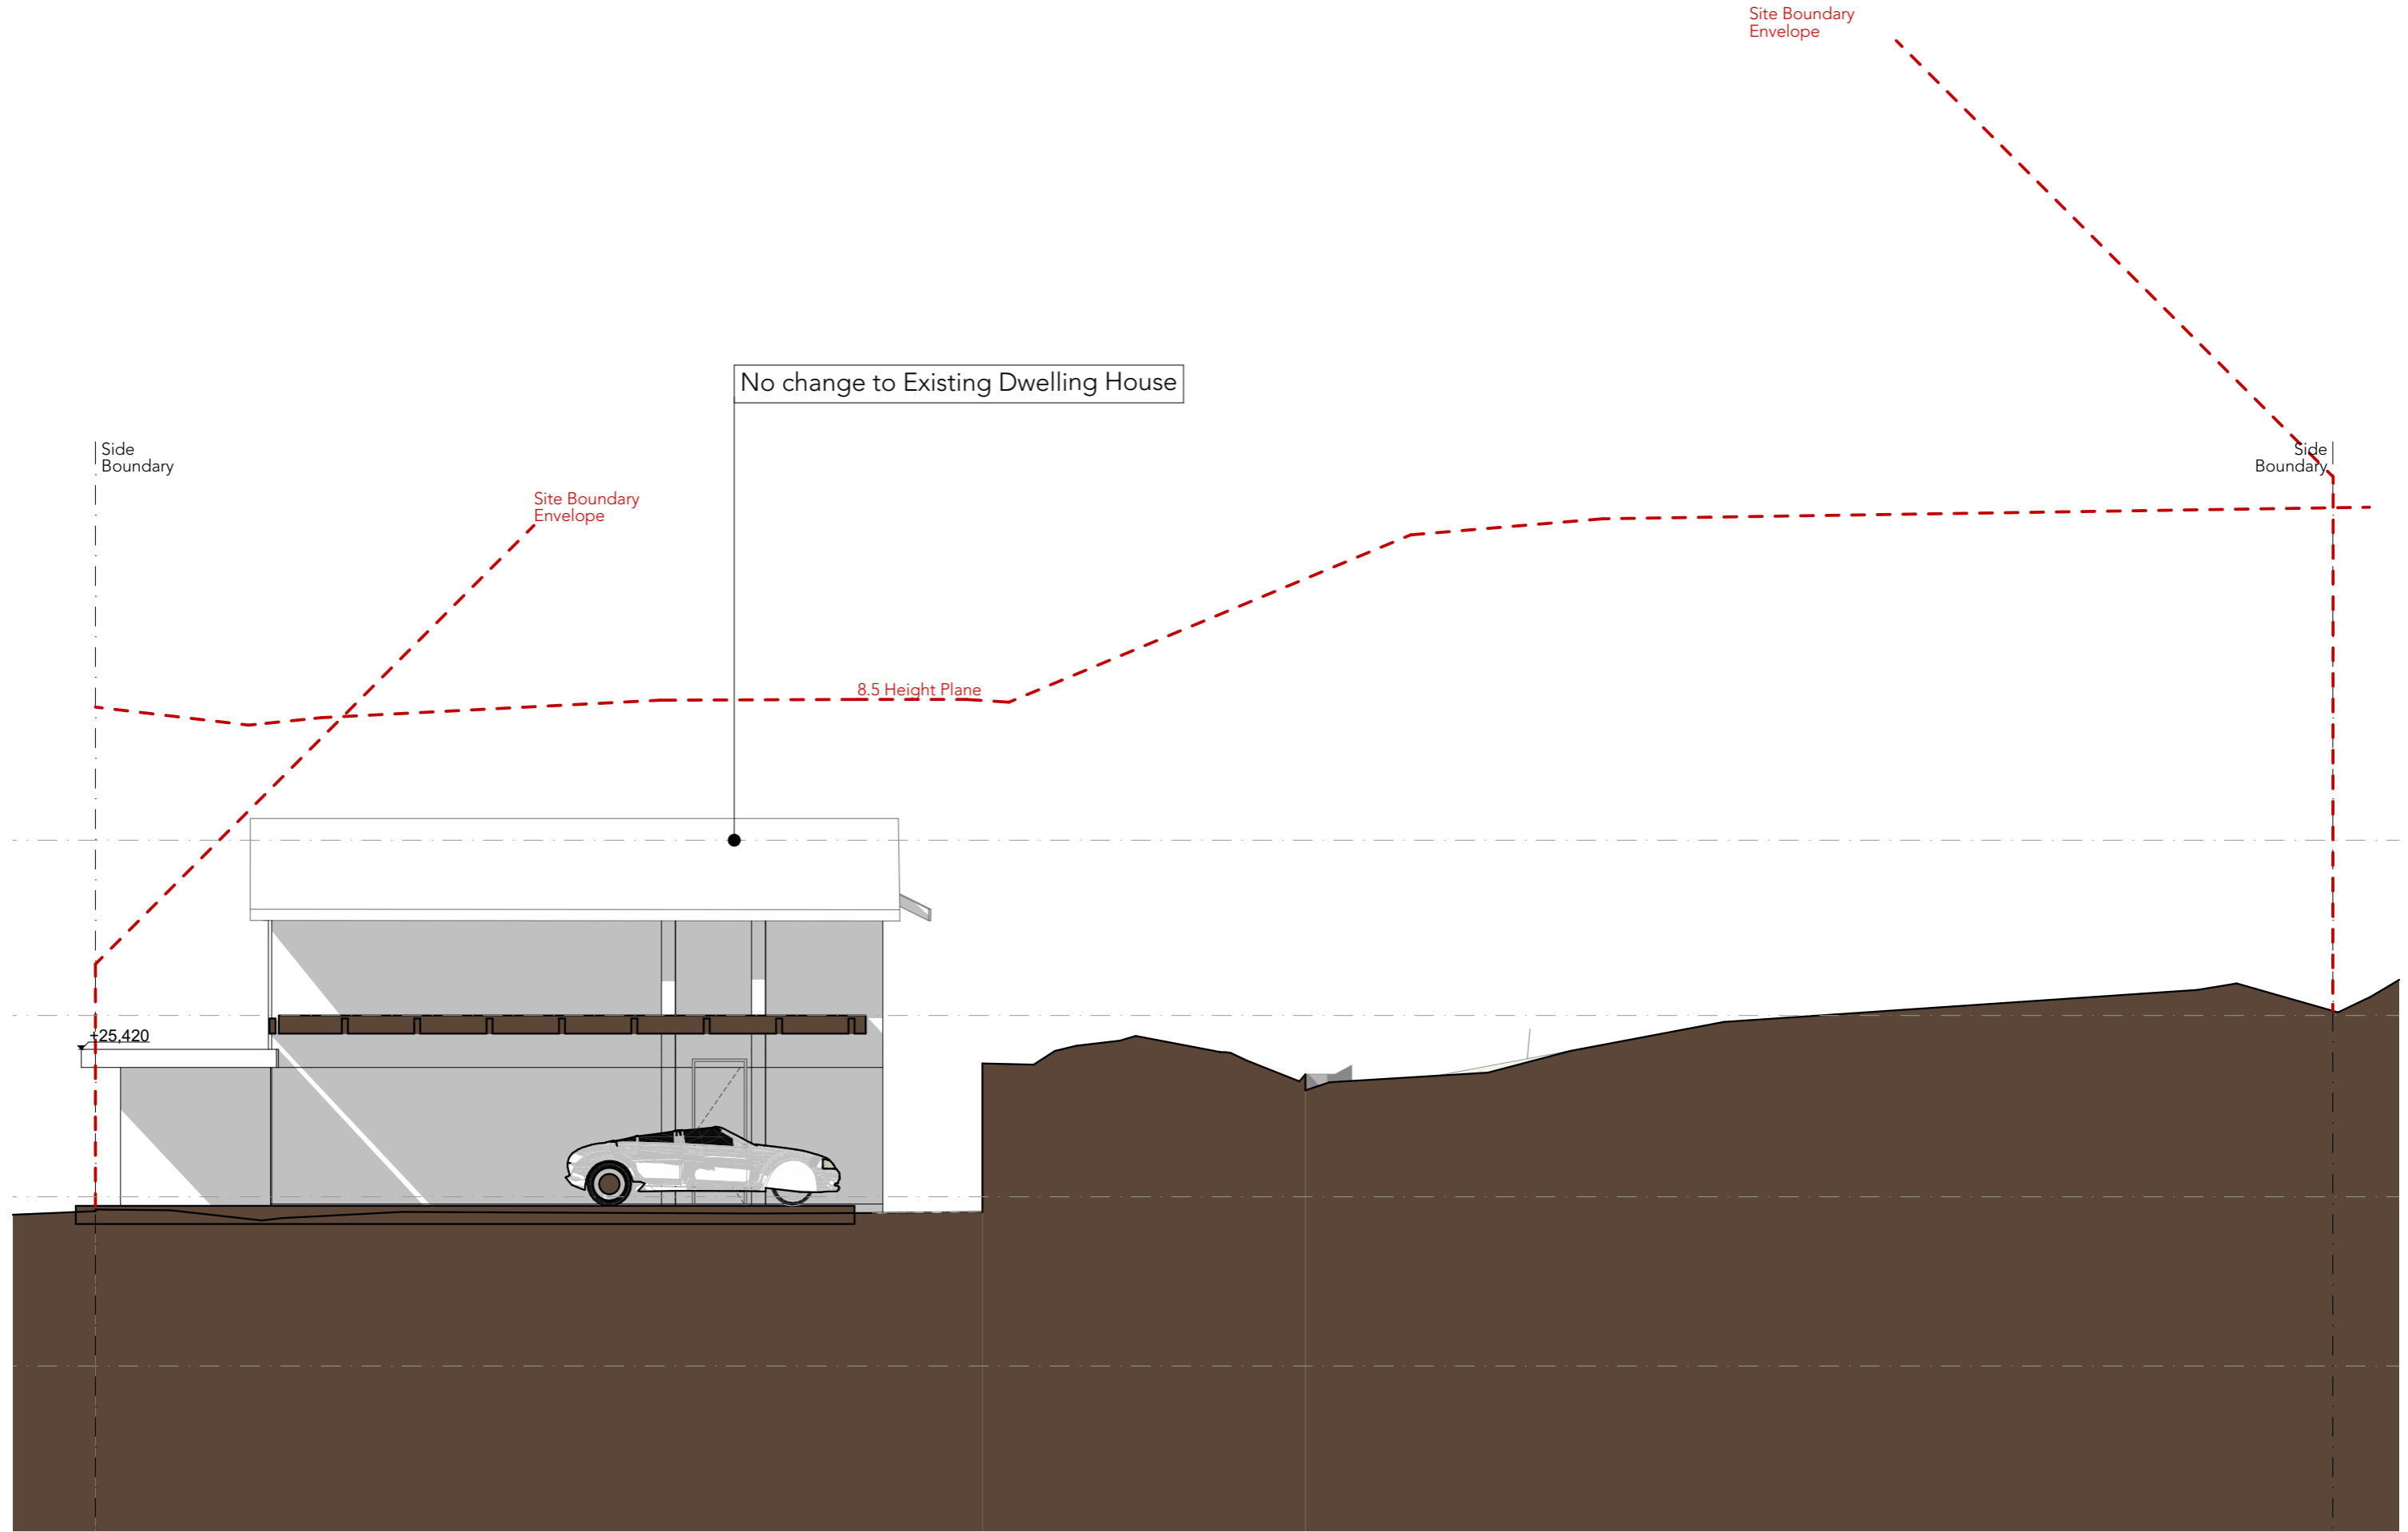 Site Boundary
Envelope
No change to Existing Dwelling House
Side
Boundary
Side
Boundary
Site Boundary
Envelope
8.5 Height Plane
+25,420